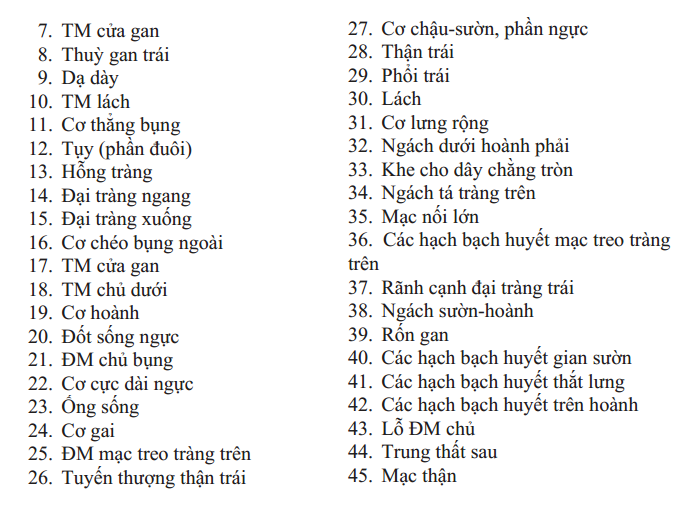 7. TM cửa gan
8. Thuỳ gan trái
9. Dạ dày
10. TM lách
11. Cơ thẳng bụng
12. Tụy (phần đuôi)
13. Hỗng tràng
14. Đại tràng ngang
15. Đại tràng xuống
16. Cơ chéo bụng ngoài
17. TM cửa gan
18. TM chủ dưới
19. Cơ hoành
20. Đốt sống ngực
21. ĐM chủ bụng
22. Cơ cực dài ngực
23. Ống sống
24. Cơ gai
25. ĐM mạc treo tràng trên
26. Tuyến thượng thận trái
27. Cơ chậu-sườn, phần ngực
28. Thận trái
29. Phổi trái
30. Lách
31. Cơ lưng rộng
32. Ngách dưới hoành phải
33. Khe cho dây chằng tròn
34. Ngách tá tràng trên
35. Mạc nối lớn
36. Các hạch bạch huyết mạc treo tràng
trên
37. Rãnh cạnh đại tràng trái
38. Ngách sườn-hoành
39. Rốn gan
40. Các hạch bạch huyết gian sườn
41. Các hạch bạch huyết thắt lưng
42. Các hạch bạch huyết trên hoành
43. Lỗ ĐM chủ
44. Trung thất sau
45. Mạc thận